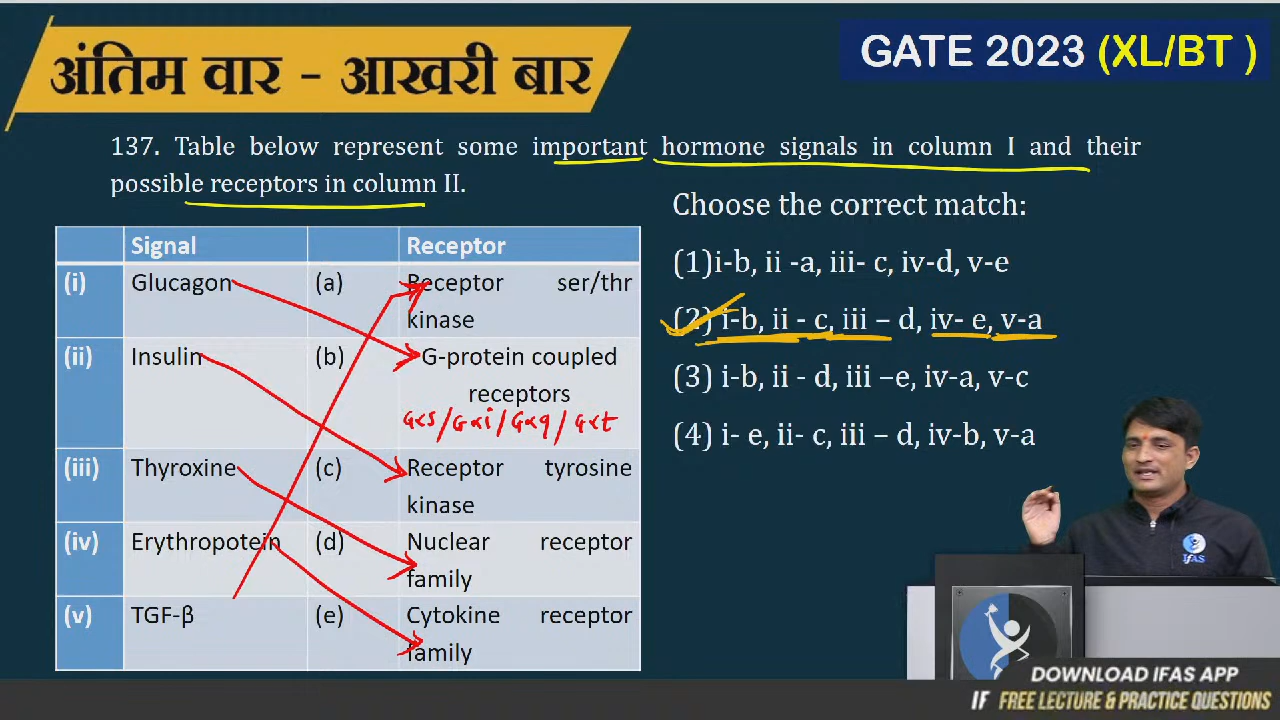 अंतिम वार - आखरी बार
GATE 2023 (XL/BT )
137. Table below represent some important hormone signals in column I and their
possible receptors in column II.
Signal Receptor
(i) Glucagon (a) Receptor ser/thr
kinase
(ii) Insulin (b) G-protein coupled
receptors
Gαs/Gαi/Gαq/Gαt
(iii) Thyroxine (c) Receptor tyrosine
kinase
(iv) Erythropotein (d) Nuclear receptor
family
(v) TGF-β (e) Cytokine receptor
family
Choose the correct match:
(1)i-b, ii -a, iii- c, iv-d, v-e
(2) i-b, ii - c, iii – d, iv- e, v-a
(3) i-b, ii - d, iii –e, iv-a, v-c
(4) i- e, ii- c, iii – d, iv-b, v-a
IFAS
DOWNLOAD IFAS APP
IF FREE LECTURE & PRACTICE QUESTIONS